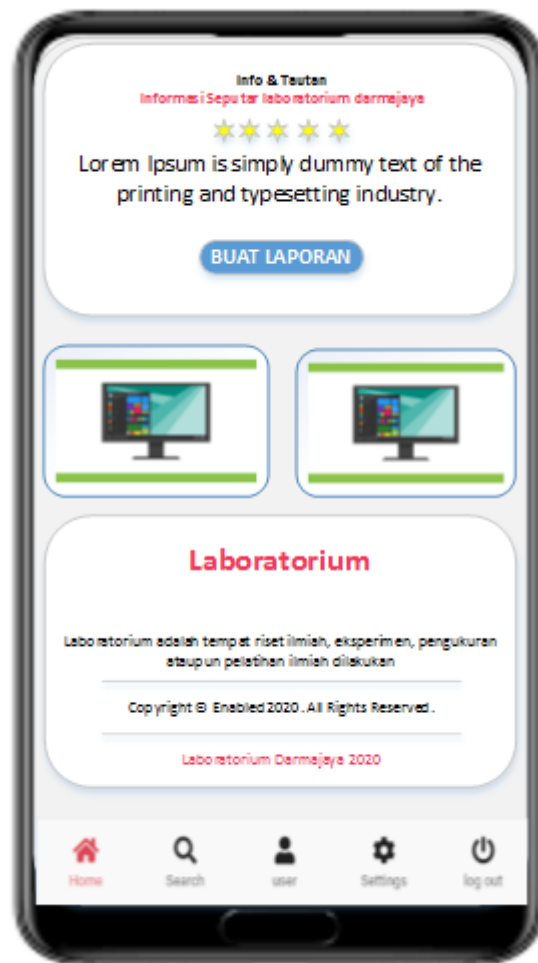 Info & Tautan
Informasi Seputar laboratorium darmajaya
Lorem Ipsum is simply dummy text of the
printing and typesetting industry.
BUAT LAPORAN
Laboratorium
Laboratorium adalah tempat riset ilmiah, eksperimen, pengukuran
ataupun pelatihan ilmiah dilakukan
Copyright © Enabled 2020. All Rights Reserved.
Laboratorium Darmajaya 2020
Home Search user Settings log out